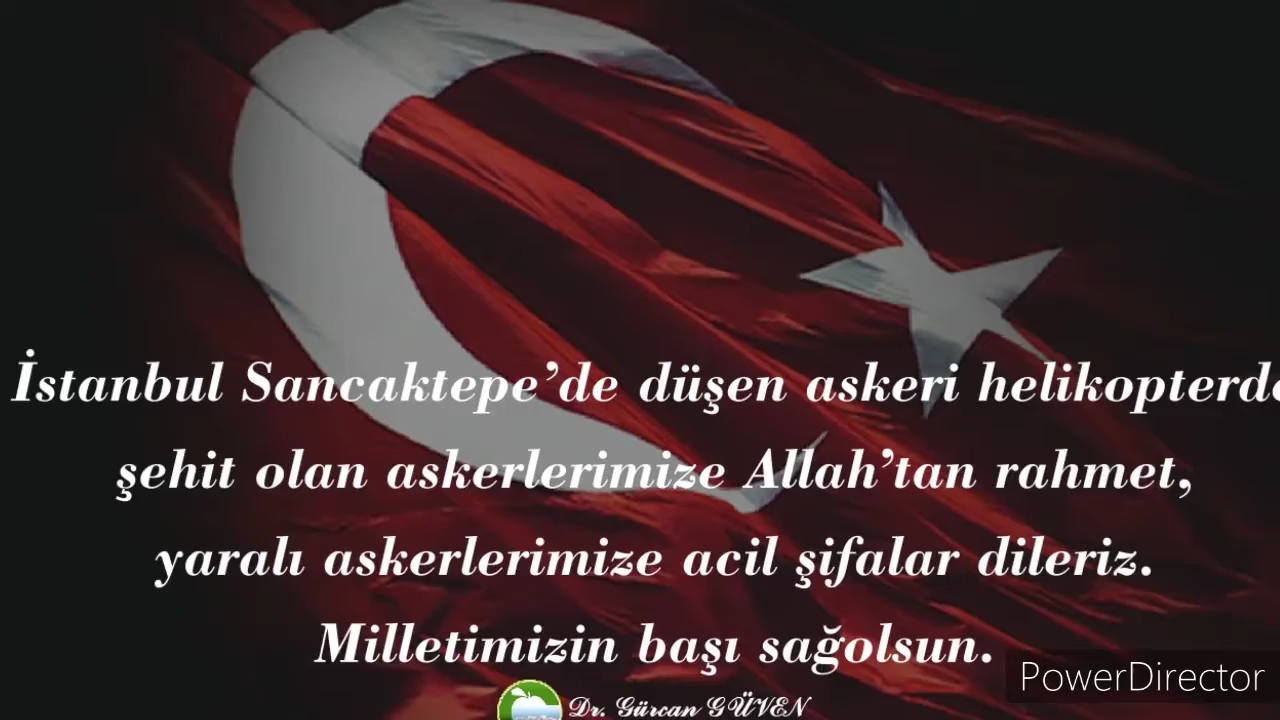 İstanbul Sancaktepe’de düşen askeri helikopterde
şehit olan askerlerimize Allah’tan rahmet,
yaralı askerlerimize acil şifalar dileriz.
Milletimizin başı sağolsun.
PowerDirector
Dr. Gürcan GÜVEN